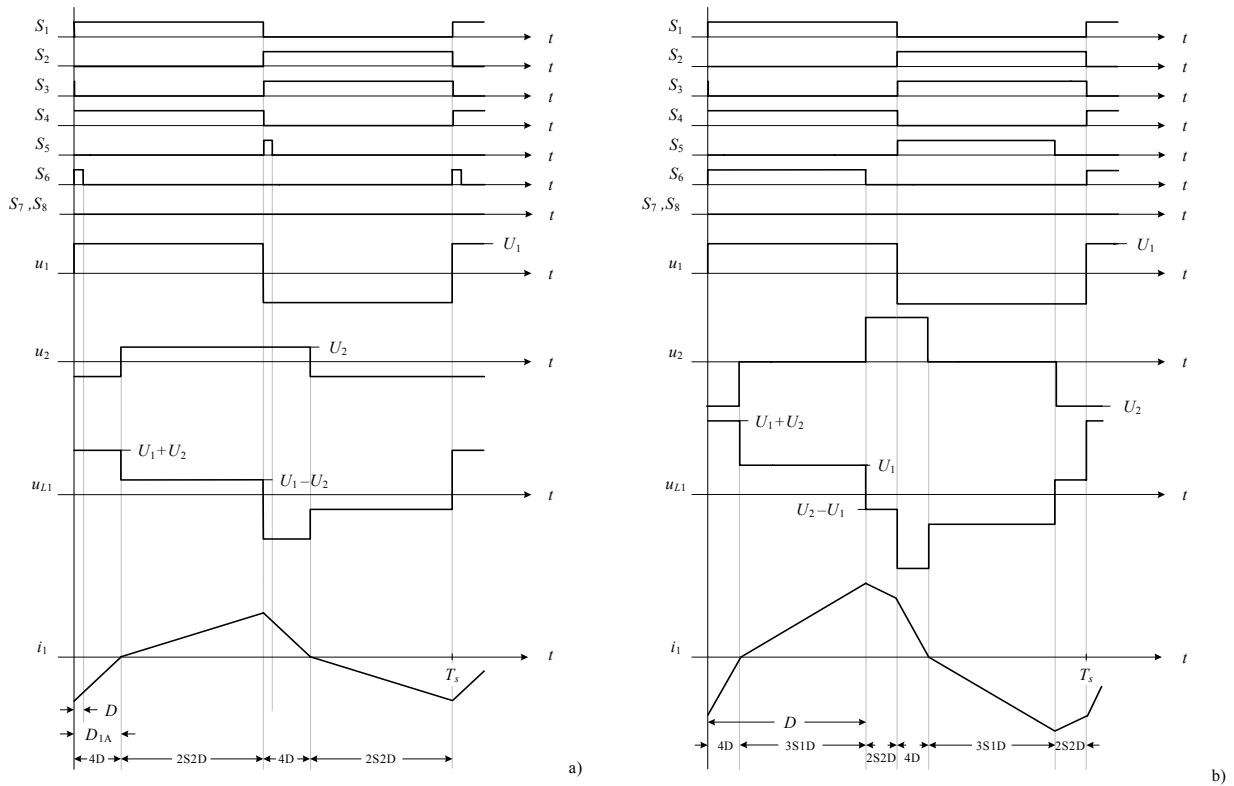 S1 t
S2 t
S3 t
S4 t
S5 t
S6 t
S7 ,S8 t
U1
u1 t
u2 U2 t
U1+U2
U1−U2
uL1 t
i1 t
Ts
D
D1A
4D 2S2D 4D 2S2D
a)
S1 t
S2 t
S3 t
S4 t
S5 t
S6 t
S7 ,S8 t
U1
u1 t
u2 t
U2
U1+U2
U1
uL1 t
U2−U1
i1 t
Ts
D
4D 3S1D 2S2D 4D 3S1D 2S2D
b)